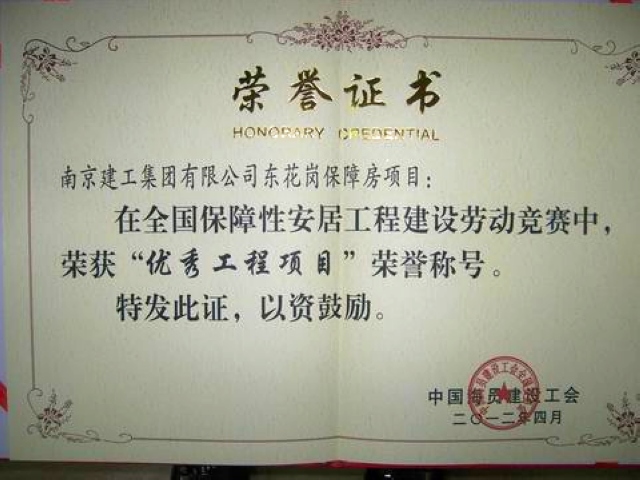 荣誉证书
HONORARY CREDENTIAL
南京建工集团有限公司东花岗保障房项目：
在全国保障性安居工程建设劳动竞赛中，
荣获“优秀工程项目”荣誉称号。
特发此证，以资鼓励。
中国海员建设工会
二〇一二年四月